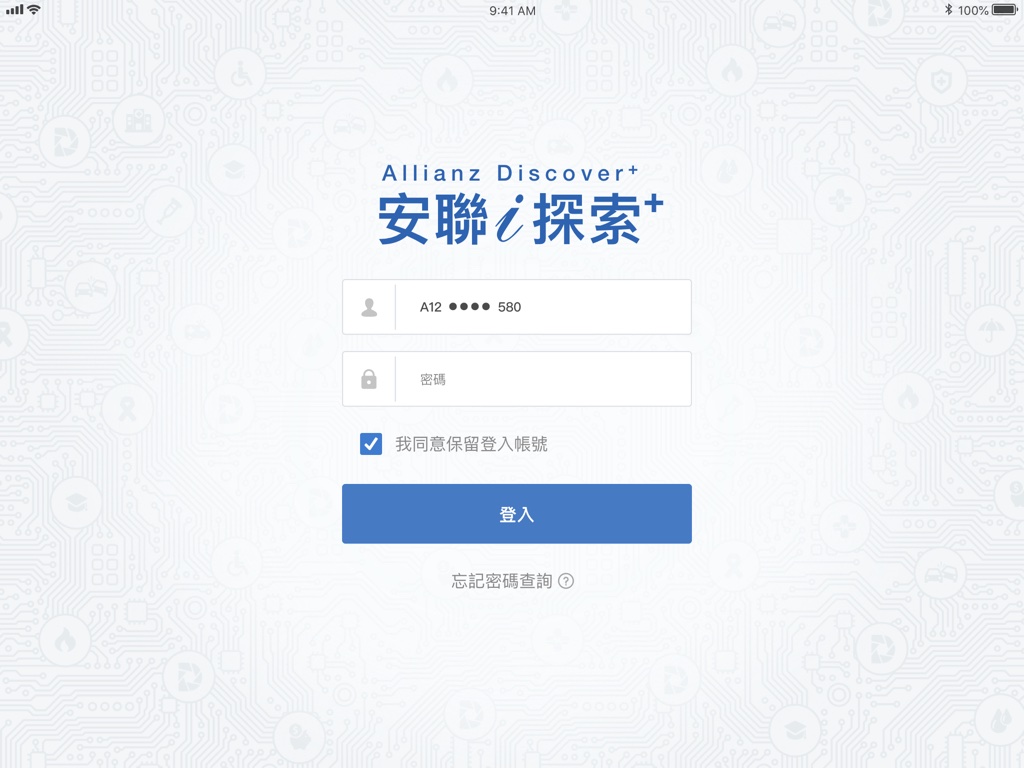 9:41 AM
100%
Allianz Discover+
安聯i探索+
A12 ●●●● 580
密碼
我同意保留登入帳號
登入
忘記密碼查詢 ?